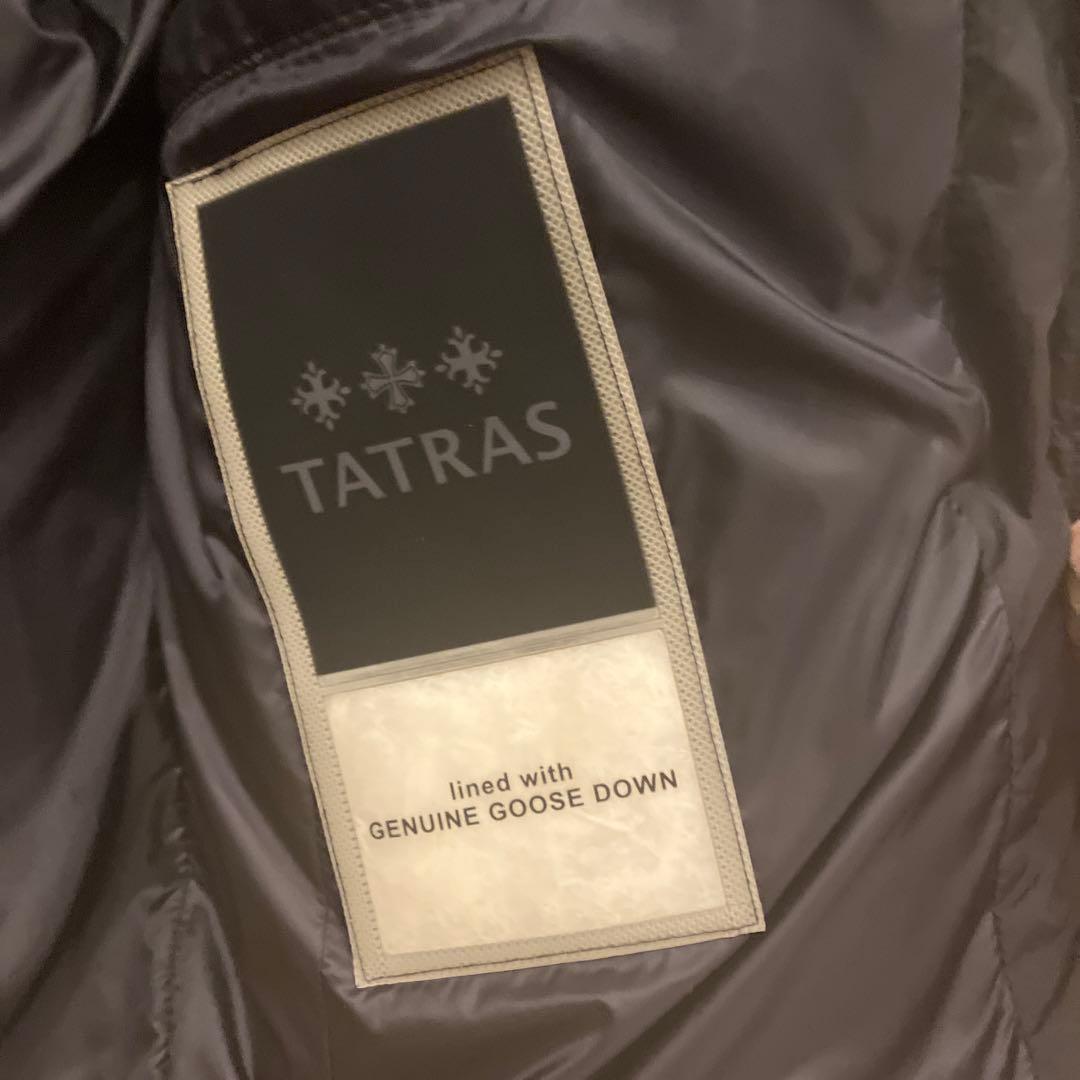 TATRAS
lined with
GENUINE GOOSE DOWN